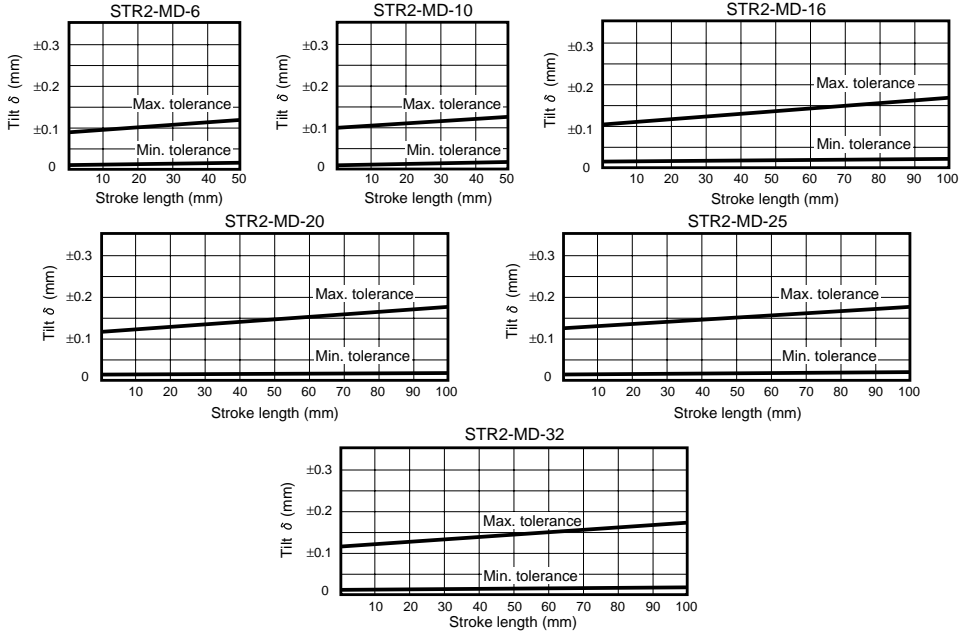 STR2-MD-6
Tilt δ (mm)
±0.3
±0.2
±0.1
0
Max. tolerance
Min. tolerance
10 20 30 40 50
Stroke length (mm)
STR2-MD-10
Tilt δ (mm)
±0.3
±0.2
±0.1
0
Max. tolerance
Min. tolerance
10 20 30 40 50
Stroke length (mm)
STR2-MD-16
Tilt δ (mm)
±0.3
±0.2
±0.1
0
Max. tolerance
Min. tolerance
10 20 30 40 50 60 70 80 90 100
Stroke length (mm)
STR2-MD-20
Tilt δ (mm)
±0.3
±0.2
±0.1
0
Max. tolerance
Min. tolerance
10 20 30 40 50 60 70 80 90 100
Stroke length (mm)
STR2-MD-25
Tilt δ (mm)
±0.3
±0.2
±0.1
0
Max. tolerance
Min. tolerance
10 20 30 40 50 60 70 80 90 100
Stroke length (mm)
STR2-MD-32
Tilt δ (mm)
±0.3
±0.2
±0.1
0
Max. tolerance
Min. tolerance
10 20 30 40 50 60 70 80 90 100
Stroke length (mm)